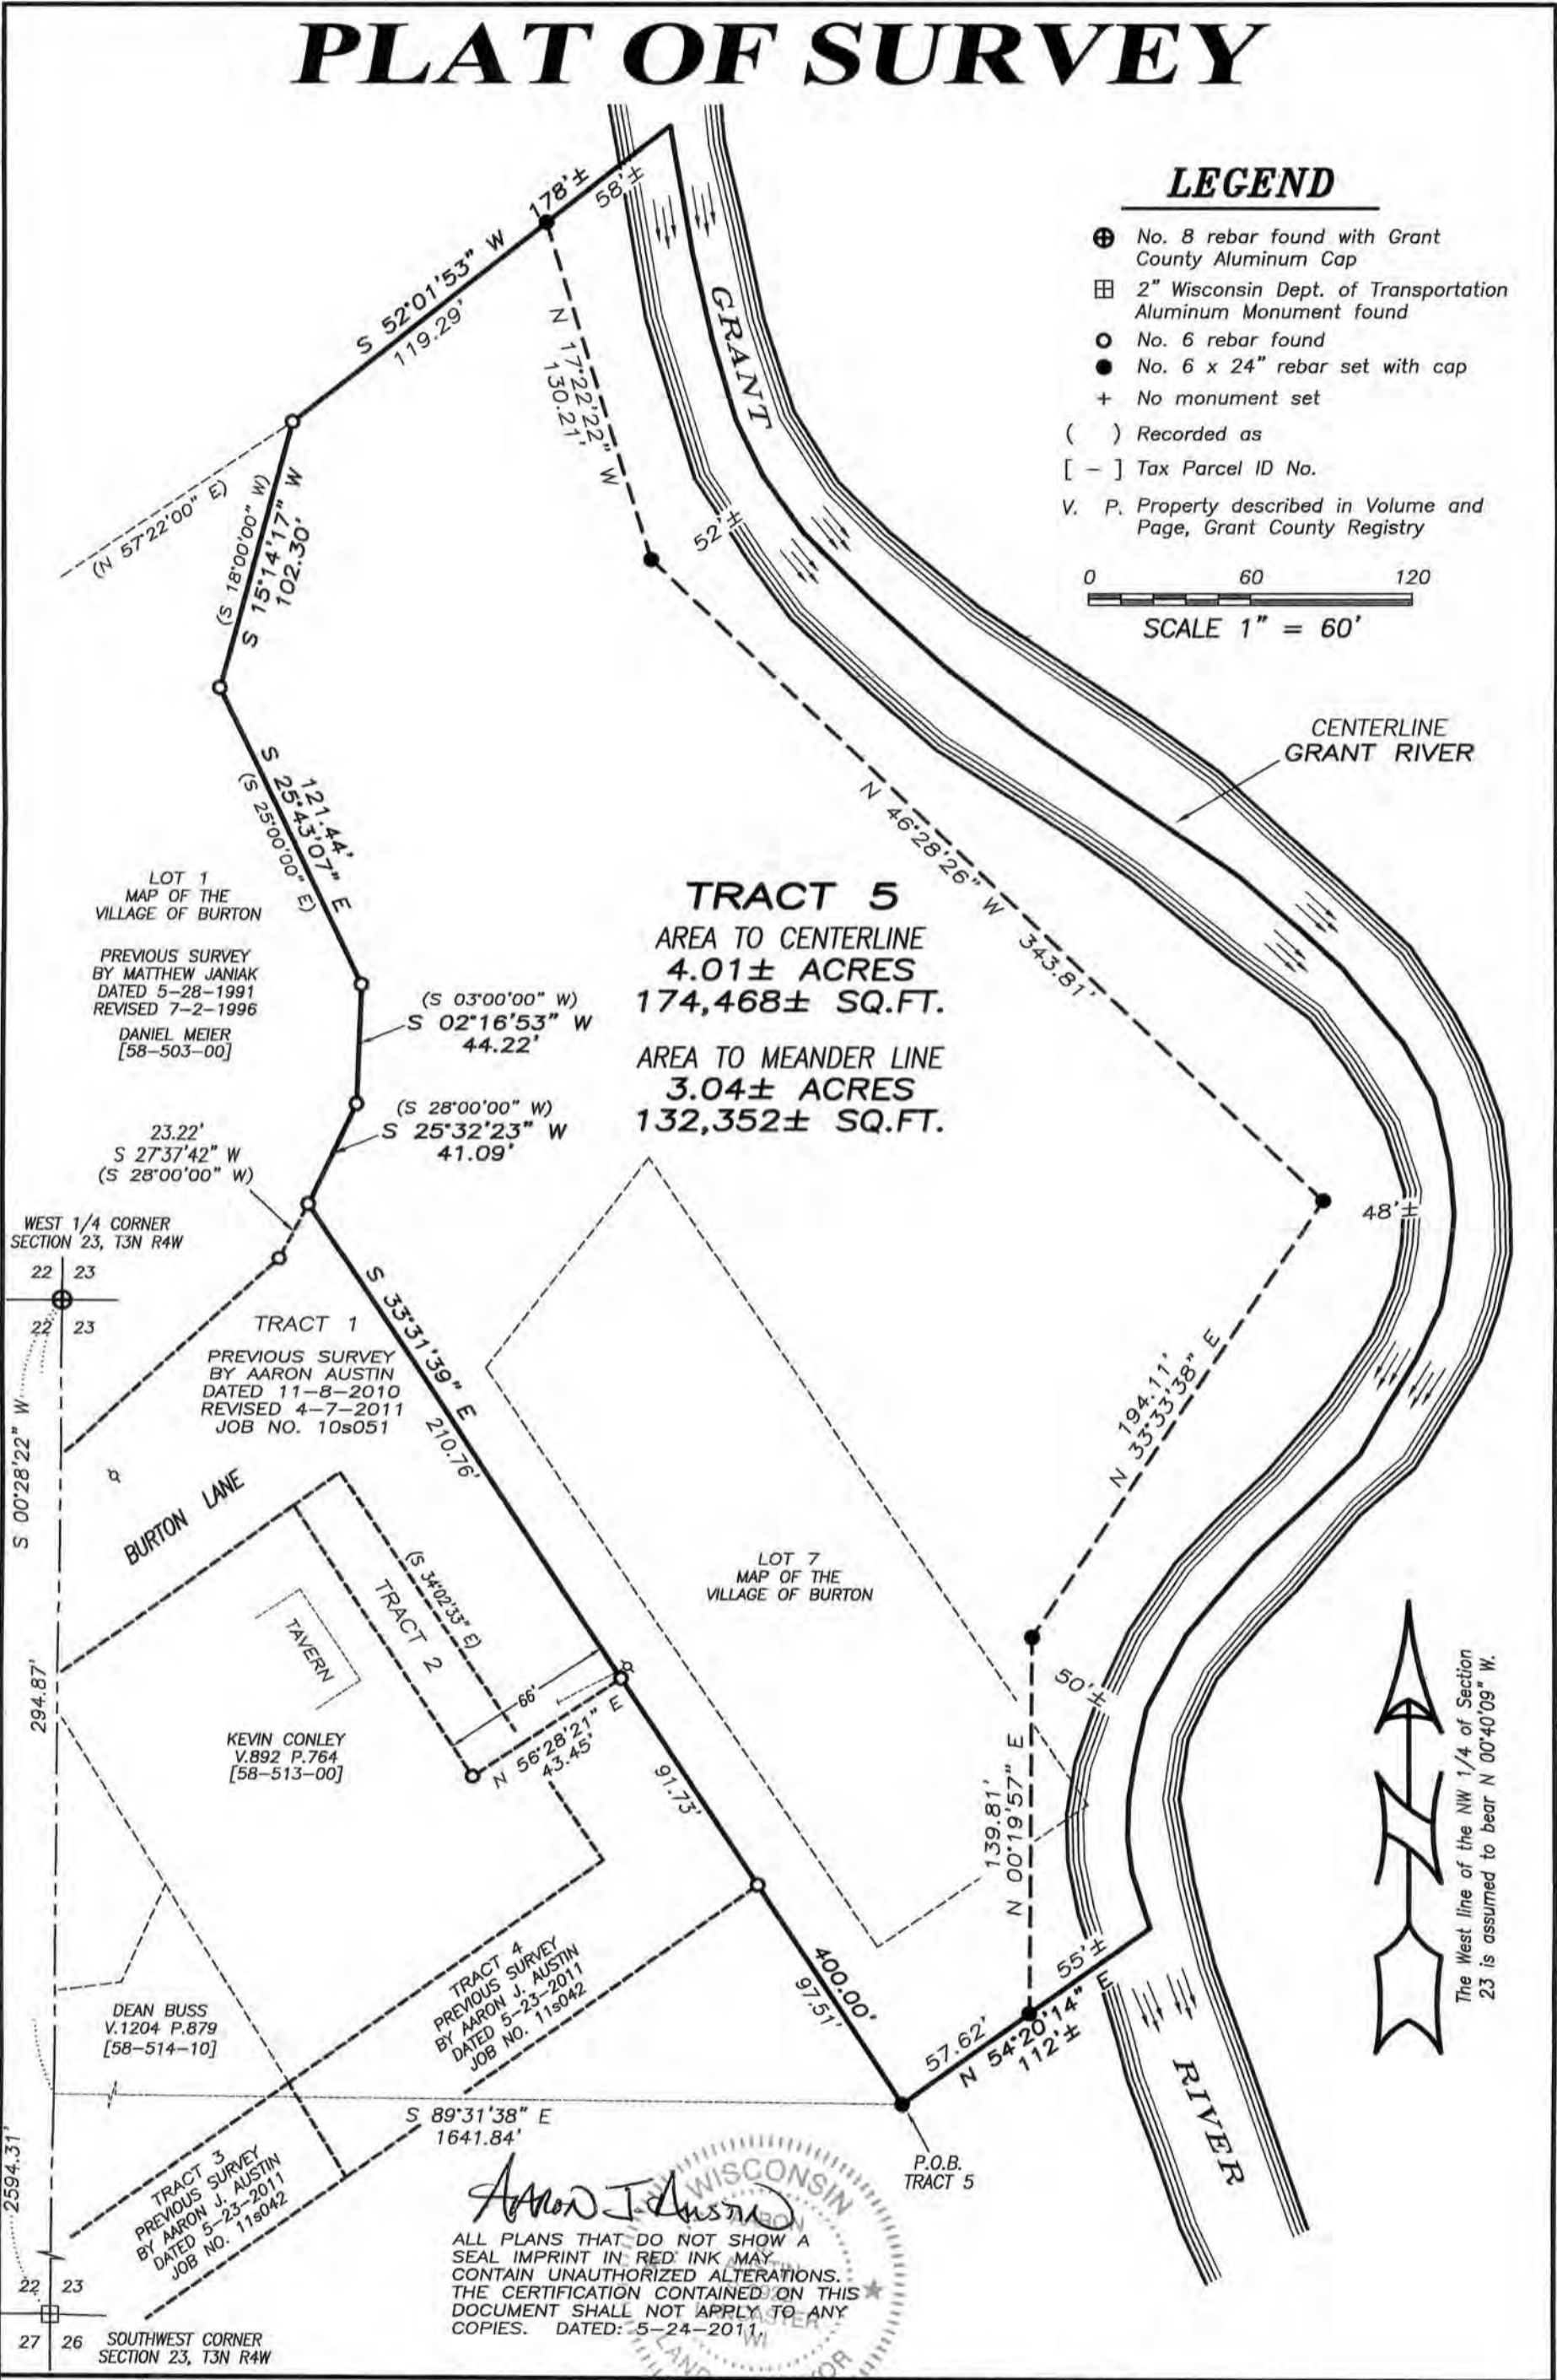 PLAT OF SURVEY
LEGEND
No. 8 rebar found with Grant
County Aluminum Cap
2" Wisconsin Dept. of Transportation
Aluminum Monument found
No. 6 rebar found
No. 6 x 24" rebar set with cap
+ No monument set
( ) Recorded as
[ - ] Tax Parcel ID No.
V. P. Property described in Volume and
Page, Grant County Registry
0 60 120
SCALE 1" = 60'
178'±
58'±
S 52°01'53" W
119.29'
N 17°22'22" W
130.21'
GRANT
(N 57°22'00" E)
(S 18°00'00" W)
S 15°14'17" W
102.30'
52'±
CENTERLINE
GRANT RIVER
121.44'
S 25°43'07" E
(S 25°00'00" E)
N 46°28'26" W 343.81'
LOT 1
MAP OF THE
VILLAGE OF BURTON
PREVIOUS SURVEY
BY MATTHEW JANIAK
DATED 5-28-1991
REVISED 7-2-1996
DANIEL MEIER
[58-503-00]
TRACT 5
AREA TO CENTERLINE
4.01± ACRES
174,468± SQ.FT.
AREA TO MEANDER LINE
3.04± ACRES
132,352± SQ.FT.
(S 03°00'00" W)
S 02°16'53" W
44.22'
(S 28°00'00" W)
S 25°32'23" W
41.09'
23.22'
S 27°37'42" W
(S 28°00'00" W)
WEST 1/4 CORNER
SECTION 23, T3N R4W
22 23
22 23
48'±
TRACT 1
PREVIOUS SURVEY
BY AARON AUSTIN
DATED 11-8-2010
REVISED 4-7-2011
JOB NO. 10s051
S 33°31'39" E
210.76'
194.11'
N 33°33'38" E
S 00°28'22" W
BURTON LANE
(S 34°02'33" E)
TRACT 2
TAVERN
LOT 7
MAP OF THE
VILLAGE OF BURTON
66'
N 56°28'21" E
43.45'
50'±
294.87'
KEVIN CONLEY
V.892 P.764
[58-513-00]
91.73'
139.81'
N 00°19'57" E
The West line of the NW 1/4 of Section
23 is assumed to bear N 00°40'09" W.
N
TRACT 4
PREVIOUS SURVEY
BY AARON J. AUSTIN
DATED 5-23-2011
JOB NO. 11s042
400.00'
97.51'
55'±
57.62'
N 54°20'14" E
112'±
DEAN BUSS
V.1204 P.879
[58-514-10]
S 89°31'38" E
1641.84'
RIVER
P.O.B.
TRACT 5
2594.31'
TRACT 3
PREVIOUS SURVEY
BY AARON J. AUSTIN
DATED 5-23-2011
JOB NO. 11s042
Aaron J Austin
WISCONSIN
AARON
AUSTIN
LANCASTER
WI
ALL PLANS THAT DO NOT SHOW A
SEAL IMPRINT IN RED INK MAY
CONTAIN UNAUTHORIZED ALTERATIONS.
THE CERTIFICATION CONTAINED ON THIS
DOCUMENT SHALL NOT APPLY TO ANY
COPIES. DATED: 5-24-2011.
22 23
27 26
SOUTHWEST CORNER
SECTION 23, T3N R4W